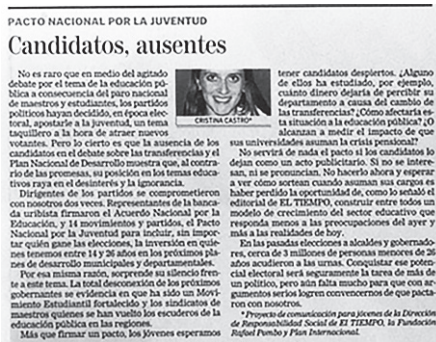 PACTO NACIONAL POR LA JUVENTUD
Candidatos, ausentes
No es raro que en medio del agitado
debate por el tema de la educación pú-
blica a consecuencia del paro nacional
de maestros y estudiantes, los partidos
políticos hayan decido, en época elec-
toral, apostarle a la juventud, un tema
taquillero a la hora de atraer nuevos
votantes. Pero lo cierto es que la ausencia de los
candidatos en el debate sobre las transferencias y el
Plan Nacional de Desarrollo muestra que, al contra-
rio de las promesas, su posición en los temas educa-
tivos raya en el desinterés y la ignorancia.
Dirigentes de los partidos se comprometieron
con nosotros dos veces. Representantes de la banca-
da uribista firmaron el Acuerdo Nacional por la
Educación, y 14 movimientos y partidos, el Pacto
Nacional por la Juventud para incluir, sin impor-
tar quién gane las elecciones, la inversión en quie-
nes tenemos entre 14 y 26 años en los próximos pla-
nes de desarrollo municipales y departamentales.
Por esa misma razón, sorprende su silencio fren-
te a este tema. La total desconexión de los próximos
gobernantes se evidencia en que ha sido un Mov-
imiento Estudiantil fortalecido y los sindicatos de
maestros quienes se han vuelto los escuderos de la
educación pública en las regiones.
Más que firmar un pacto, los jóvenes esperamos
CRISTINA CASTRO*
tener candidatos despiertos. ¿Alguno
de ellos ha estudiado, por ejemplo,
cuánto dinero dejaría de percibir su
departamento a causa del cambio de
las transferencias? ¿Cómo afectaría es-
ta situación a la educación pública? ¿O
alcanzan a medir el impacto de que
sus universidades asuman la crisis pensional?
No servirá de nada el pacto si los candidatos lo
dejan como un acto publicitario. Si no se intere-
san, ni se pronuncian. No hacerlo ahora y esperar
a ver cómo sortean cuando asuman sus cargos es
haber perdido la oportunidad de, como lo señaló el
editorial de EL TIEMPO, construir entre todos un
modelo de crecimiento del sector educativo que
responda menos a las preocupaciones del ayer y
más a las realidades de hoy.
En las pasadas elecciones a alcaldes y gobernado-
res, cerca de 3 millones de personas menores de 26
años acudieron a las urnas. Conquistar ese poten-
cial electoral será seguramente la tarea de más de
un político, pero aún falta mucho para que con ar-
gumentos serios logren convencernos de que pac-
taron con nosotros.
* Proyecto de comunicación para jóvenes de la Dirección
de Responsabilidad Social de EL TIEMPO, la Fundación
Rafael Pombo y Plan Internacional.